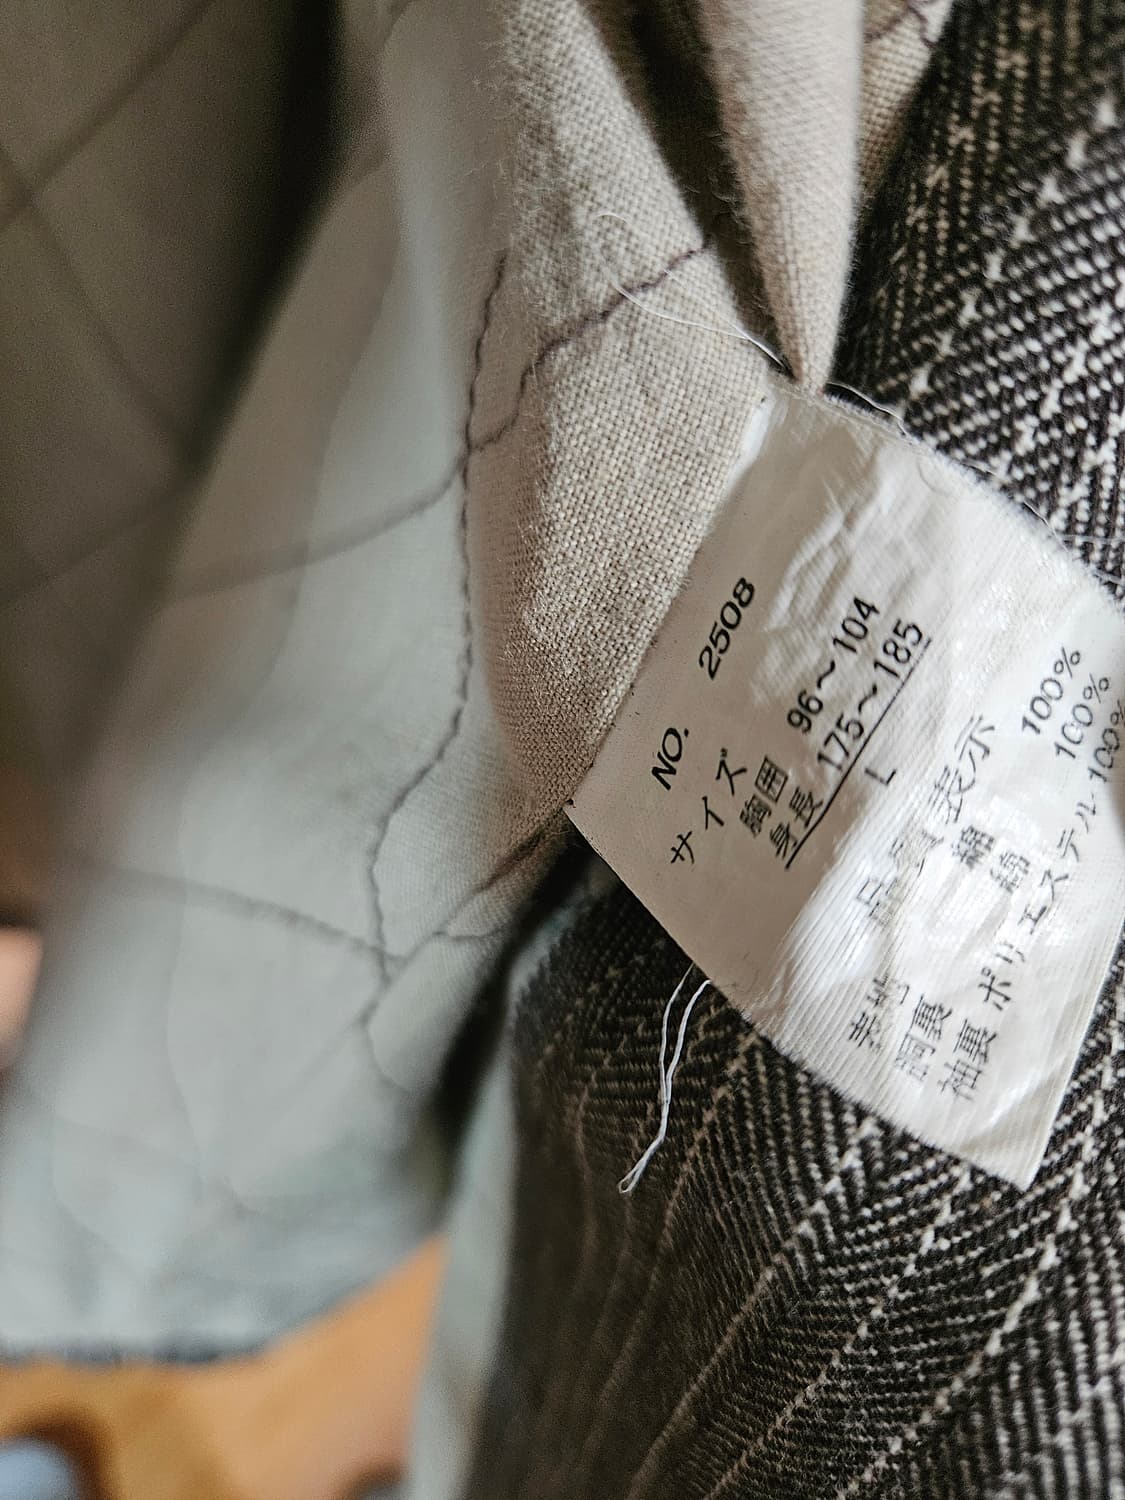 NO. 2508
サイズ
胸囲 96～104
身長 175～185
L
品質表示
表地 綿 100%
胴裏 綿 100%
袖裏 ポリエステル 100%